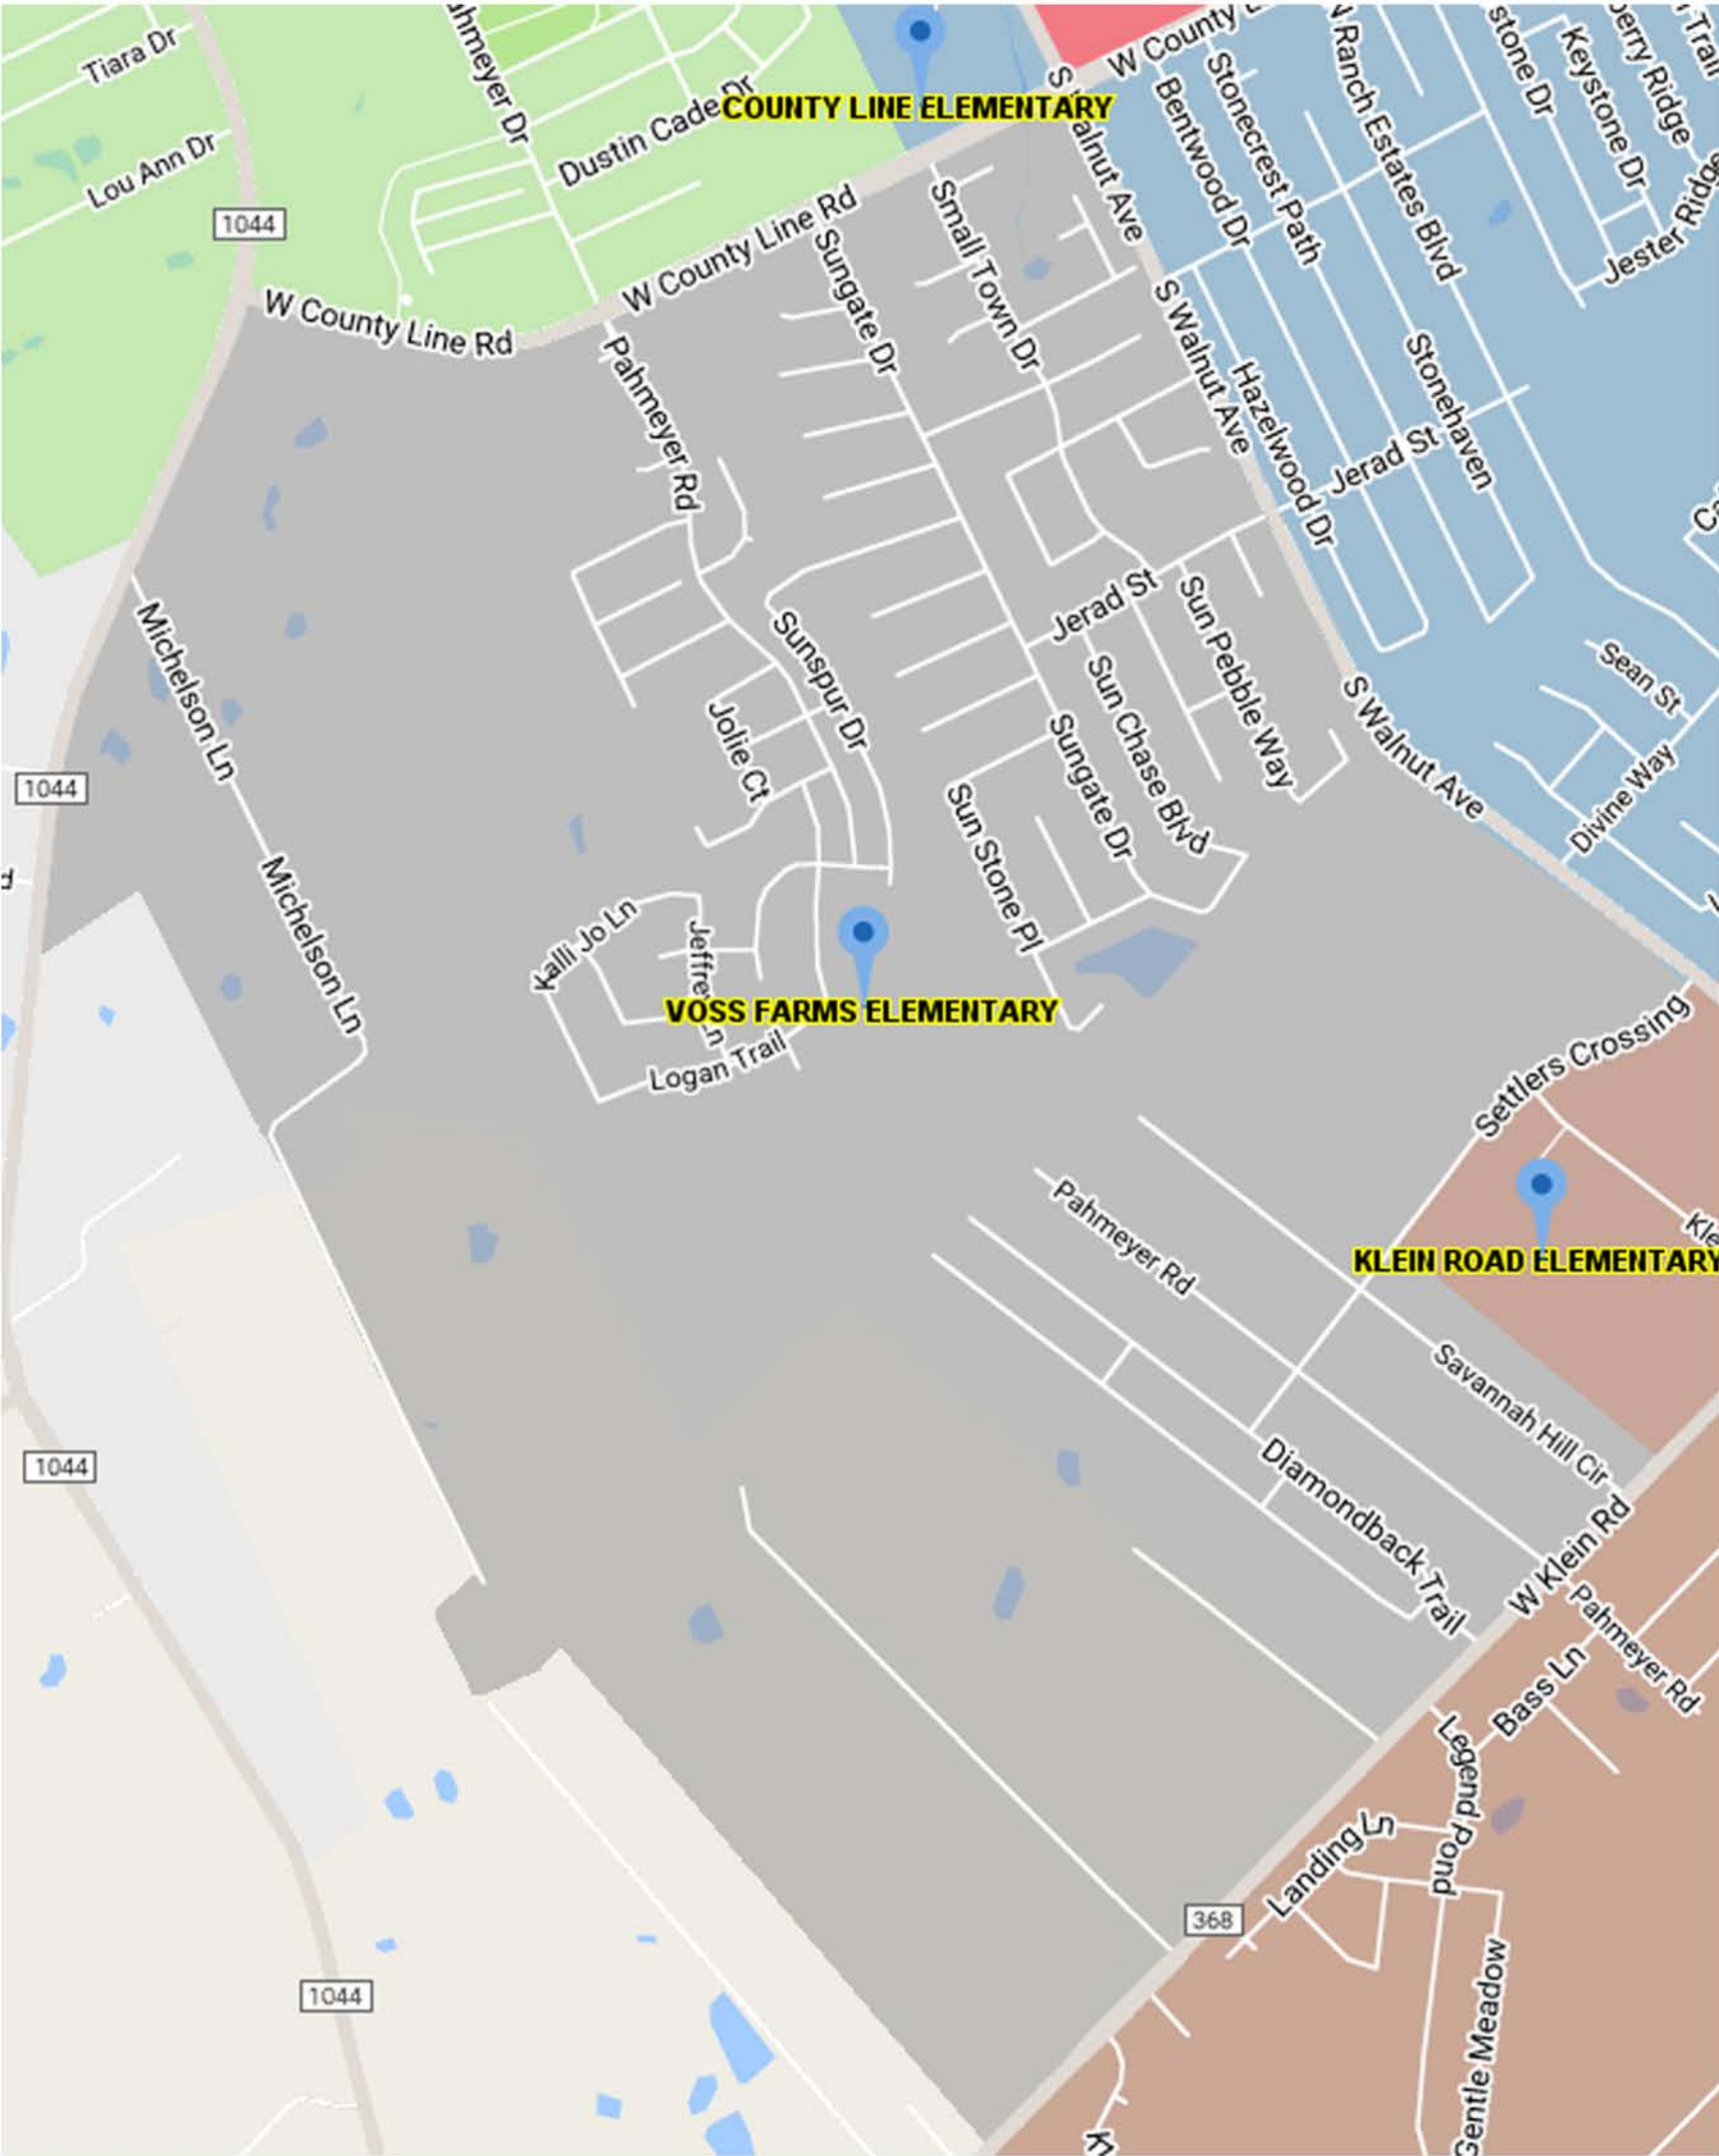 Tiara Dr
Lou Ann Dr
1044
Dustin Cade Dr
COUNTY LINE ELEMENTARY
W County
S Walnut Ave
Bentwood Dr
Stonecrest Path
N Ranch Estates Blvd
Keystone Dr
Jester Ridge
W County Line Rd
W County Line Rd
Small Town Dr
Sungate Dr
Pahmeyer Rd
S Walnut Ave
Hazelwood Dr
Stonehaven
Jerad St
Michelson Ln
1044
Sunspur Dr
Jolie Ct
Jerad St
Sun Pebble Way
Sun Chase Blvd
Sungate Dr
Sun Stone Pl
S Walnut Ave
Sean St
Divine Way
Michelson Ln
Kalli Jo Ln
VOSS FARMS ELEMENTARY
Logan Trail
Settlers Crossing
KLEIN ROAD ELEMENTARY
Pahmeyer Rd
Savannah Hill Cir
Diamondback Trail
W Klein Rd
Pahmeyer Rd
Bass Ln
Legend Pond
Landing Ln
368
Gentle Meadow
1044
1044